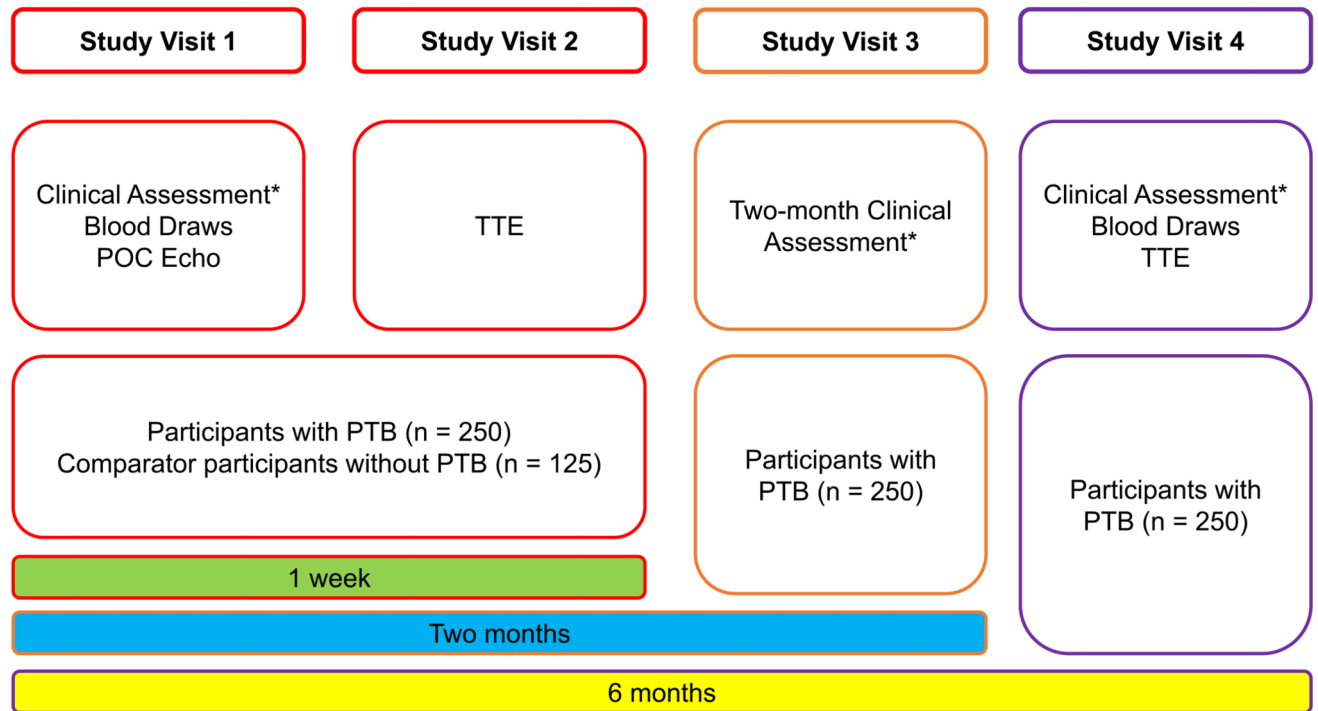 Study Visit 1
Study Visit 2
Study Visit 3
Study Visit 4
Clinical Assessment*
Blood Draws
POC Echo
TTE
Two-month Clinical
Assessment*
Clinical Assessment*
Blood Draws
TTE
Participants with PTB (n = 250)
Comparator participants without PTB (n = 125)
Participants with
PTB (n = 250)
Participants with
PTB (n = 250)
1 week
Two months
6 months